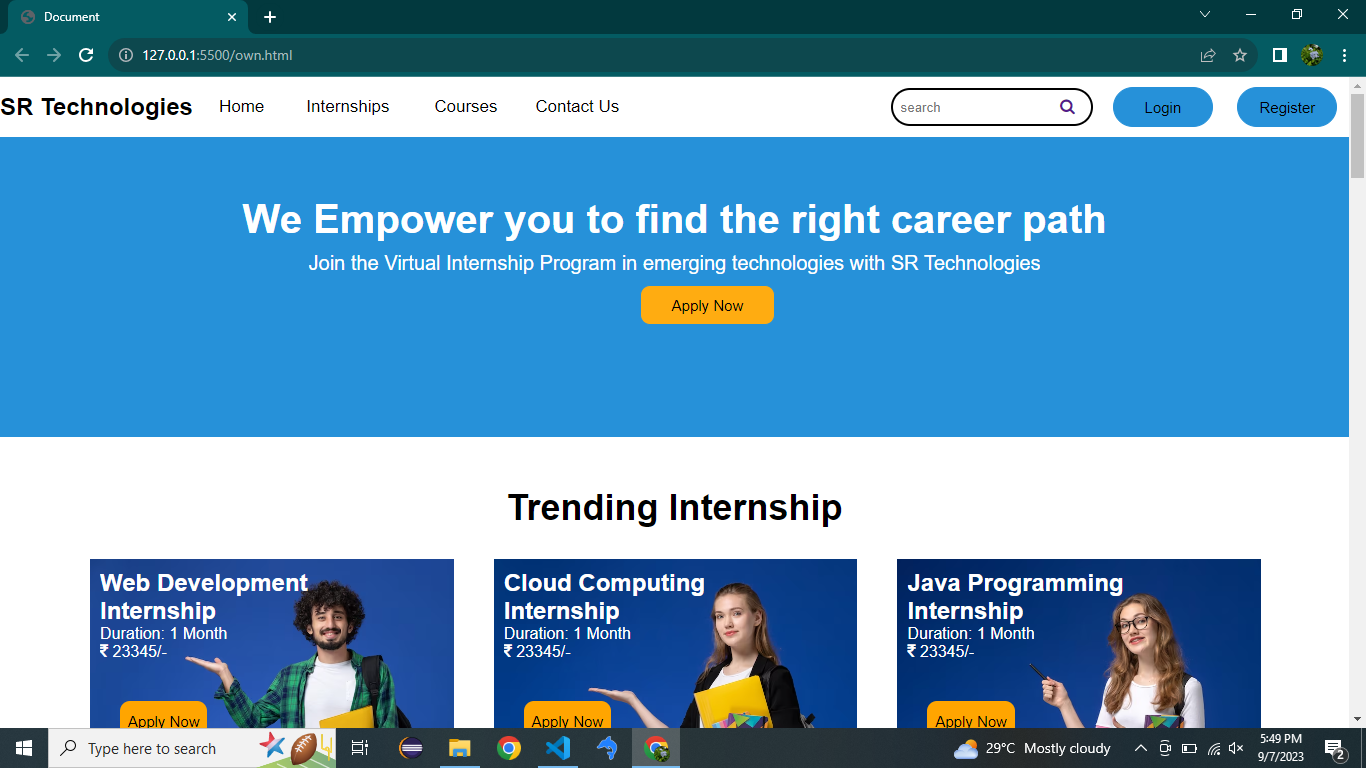 Document
127.0.0.1:5500/own.html
SR Technologies Home Internships Courses Contact Us search Login Register
We Empower you to find the right career path
Join the Virtual Internship Program in emerging technologies with SR Technologies
Apply Now
Trending Internship
Web Development
Internship
Duration: 1 Month
₹ 23345/-
Apply Now
Cloud Computing
Internship
Duration: 1 Month
₹ 23345/-
Apply Now
Java Programming
Internship
Duration: 1 Month
₹ 23345/-
Apply Now
Type here to search
29°C Mostly cloudy
5:49 PM
9/7/2023
2